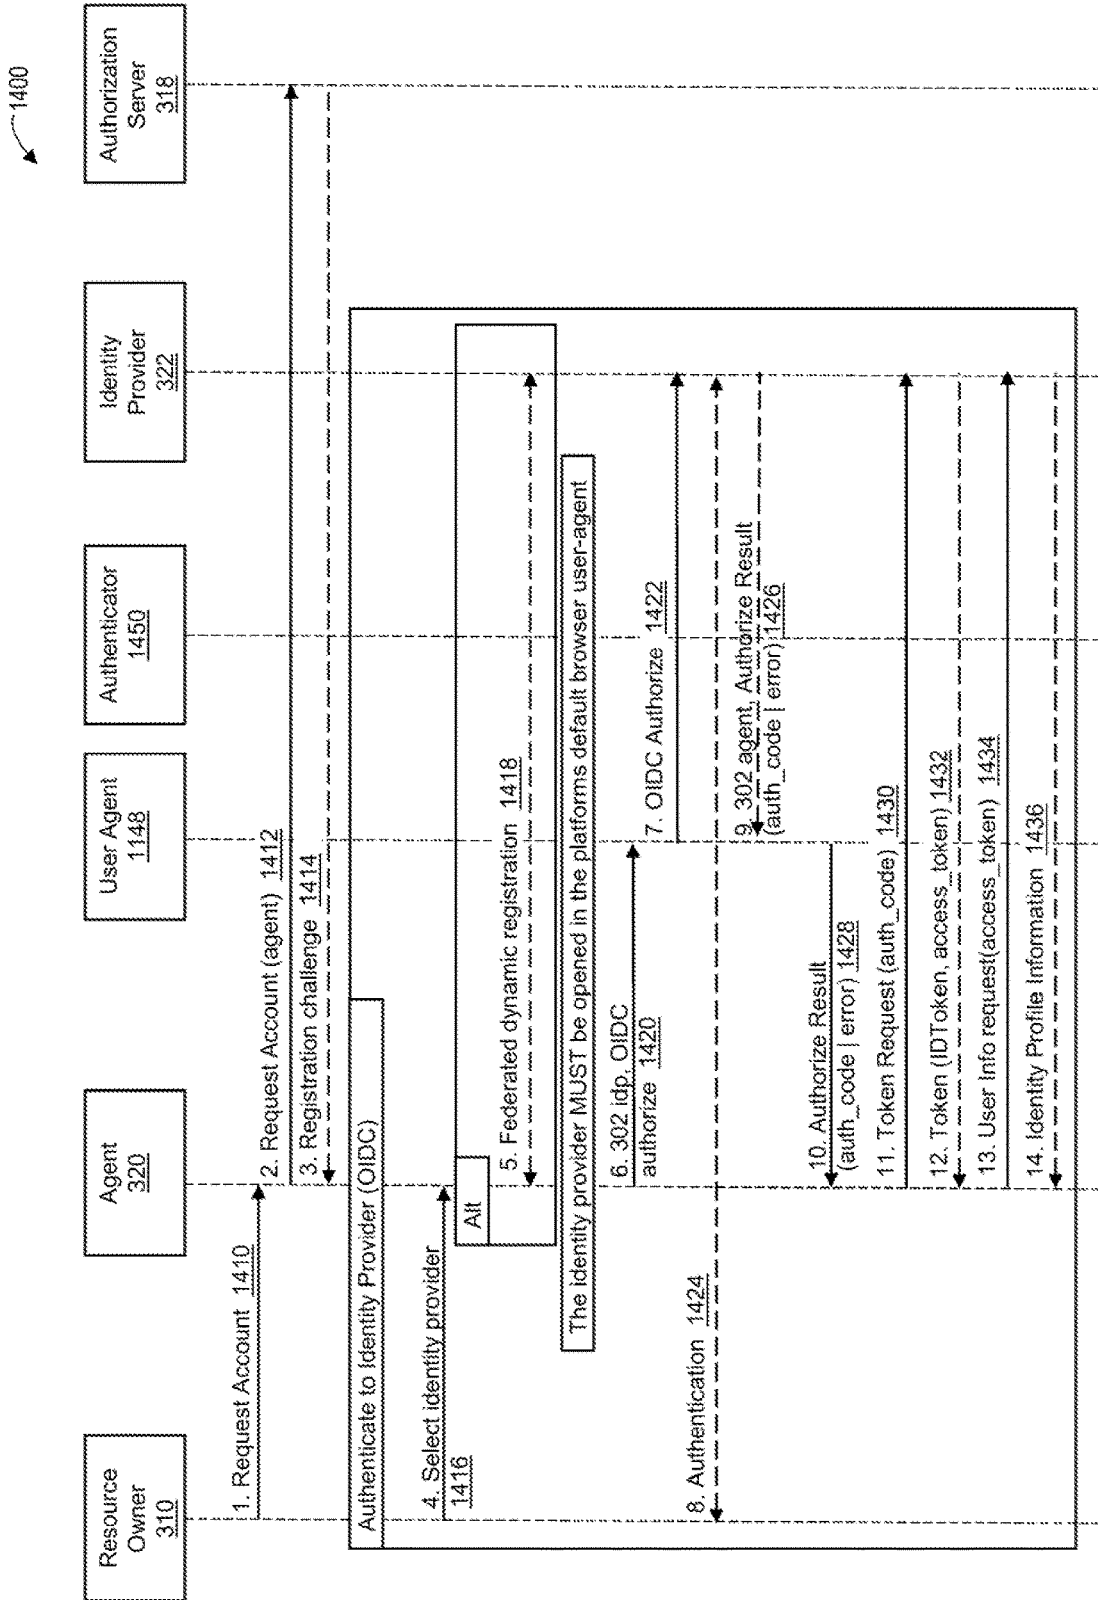 1400
Resource
Owner
310
Agent
320
User Agent
1148
Authenticator
1450
Identity
Provider
322
Authorization
Server
318
1. Request Account 1410
2. Request Account (agent) 1412
3. Registration challenge 1414
Authenticate to Identity Provider (OIDC)
4. Select identity provider
1416
Alt
5. Federated dynamic registration 1418
The identity provider MUST be opened in the platforms default browser user-agent
6. 302 idp, OIDC
authorize 1420
7. OIDC Authorize 1422
8. Authentication 1424
9. 302 agent, Authorize Result
(auth_code | error) 1426
10. Authorize Result
(auth_code | error) 1428
11. Token Request (auth_code) 1430
12. Token (IDToken, access_token) 1432
13. User Info request(access_token) 1434
14. Identity Profile Information 1436